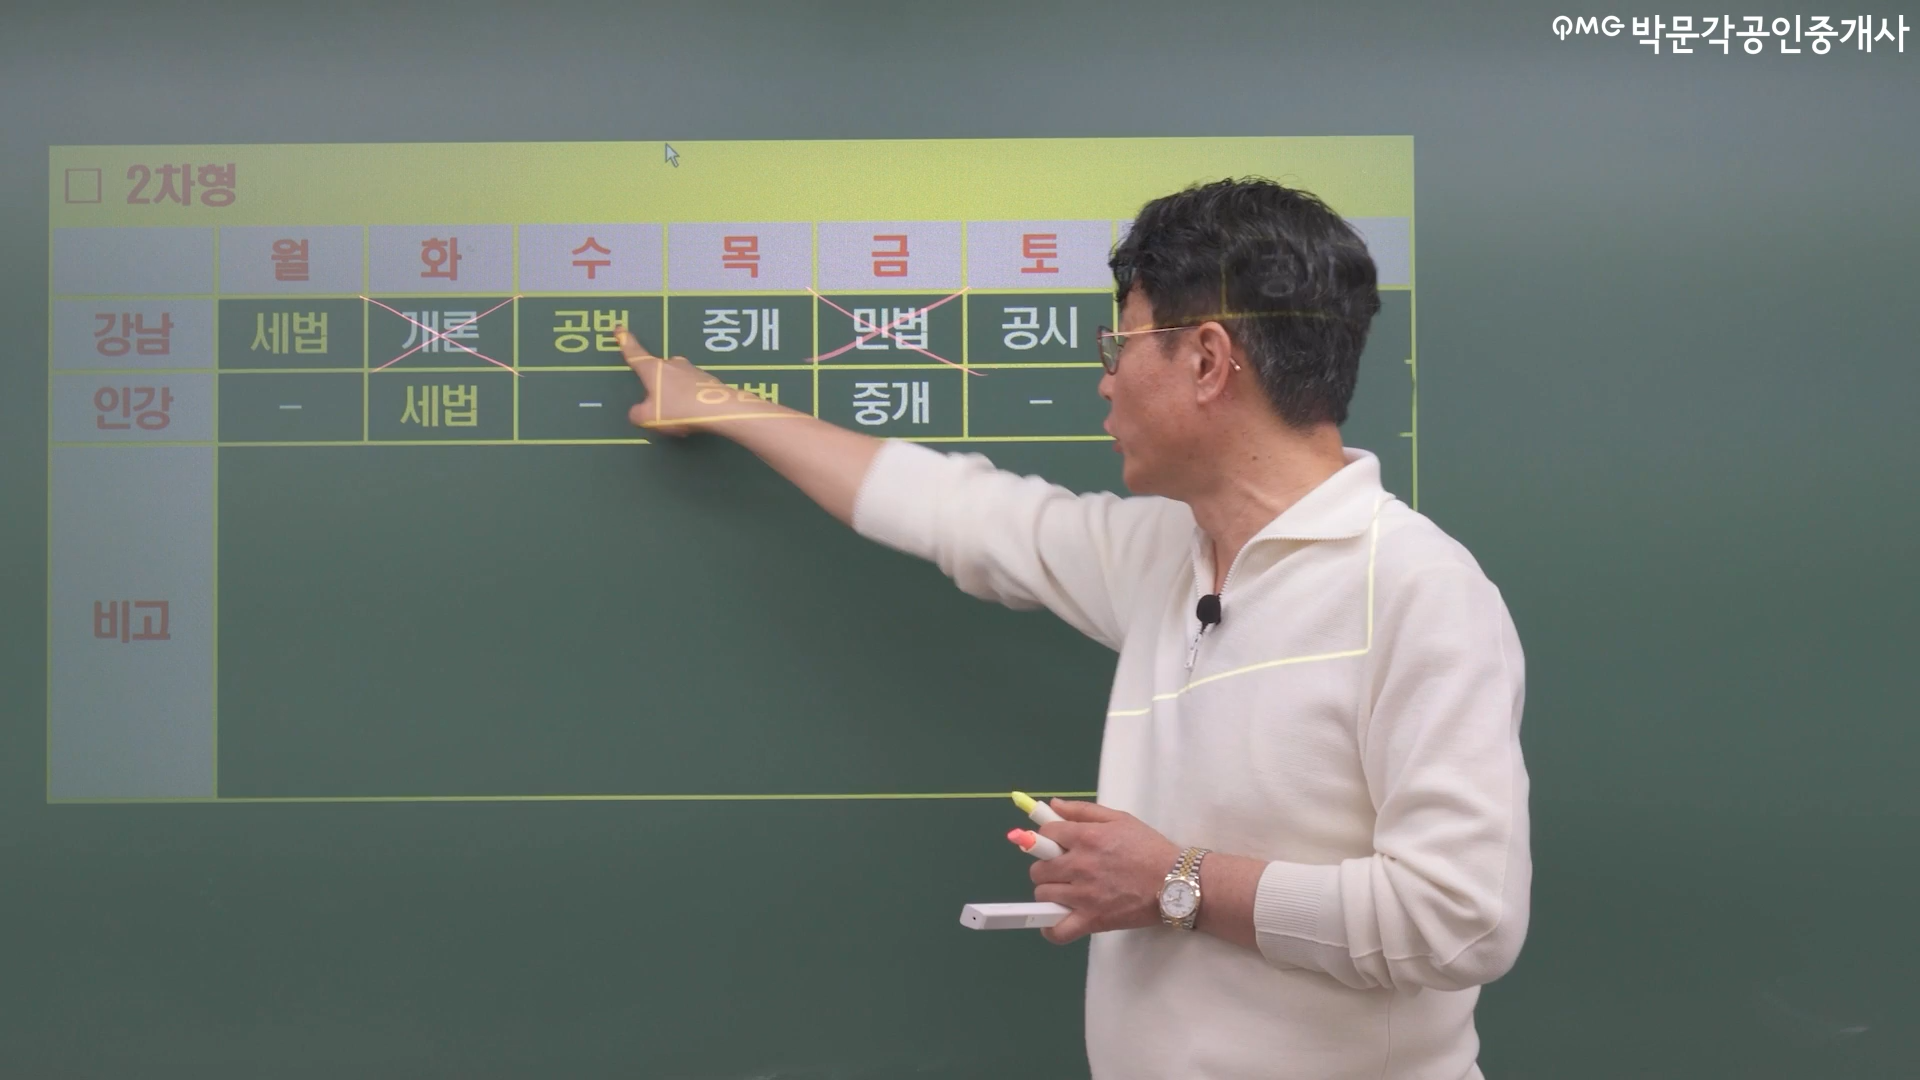 PMG 박문각공인중개사
□ 2차형
월 화 수 목 금 토
강남 세법 개론 공법 중개 민법 공시
인강 - 세법 - 중개 -
비고